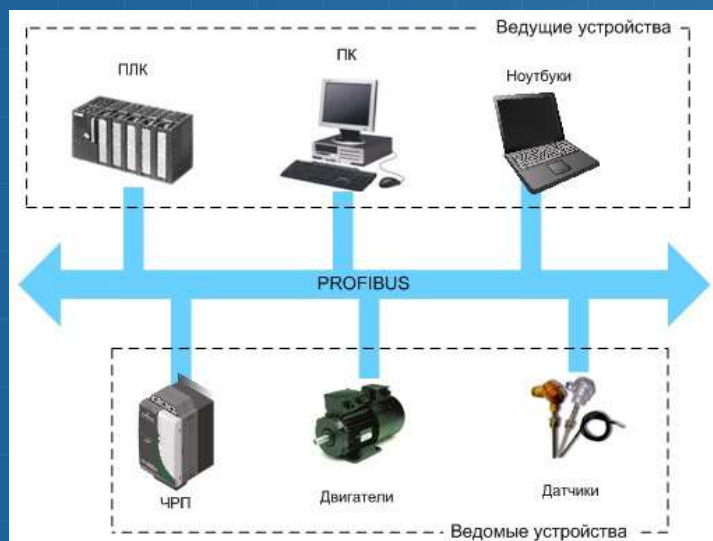 Ведущие устройства
ПЛК
ПК
Ноутбуки
PROFIBUS
ЧРП
Двигатели
Датчики
Ведомые устройства